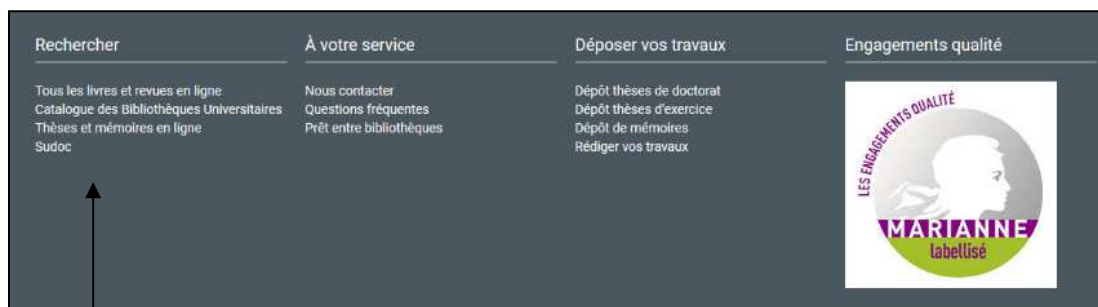 Rechercher
Tous les livres et revues en ligne
Catalogue des Bibliothèques Universitaires
Thèses et mémoires en ligne
Sudoc
À votre service
Nous contacter
Questions fréquentes
Prêt entre bibliothèques
Déposer vos travaux
Dépôt thèses de doctorat
Dépôt thèses d'exercice
Dépôt de mémoires
Rédiger vos travaux
Engagements qualité
LES ENGAGEMENTS QUALITÉ
MARIANNE
labellisé